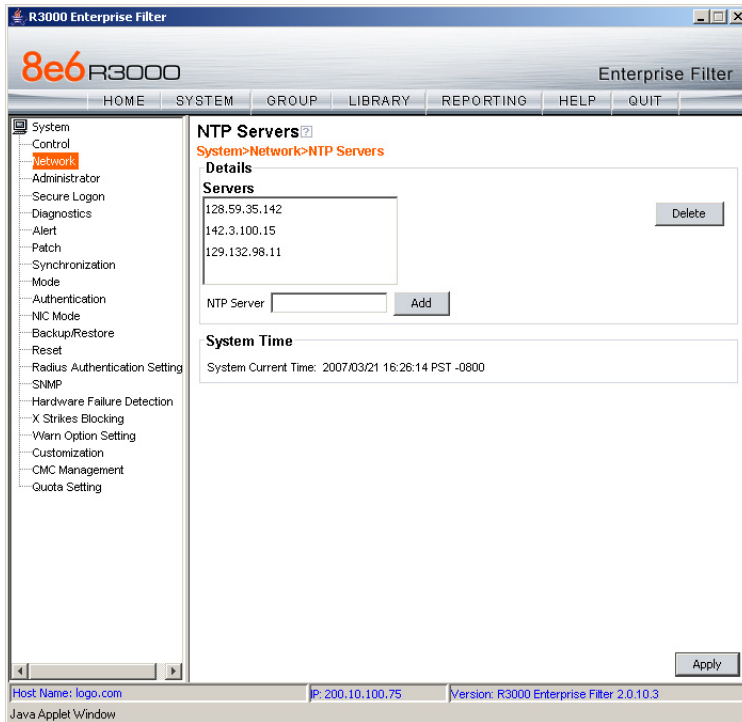 R3000 Enterprise Filter
8e6 R3000
Enterprise Filter
HOME SYSTEM GROUP LIBRARY REPORTING HELP QUIT
System
Control
Network
Administrator
Secure Logon
Diagnostics
Alert
Patch
Synchronization
Mode
Authentication
NIC Mode
Backup/Restore
Reset
Radius Authentication Setting
SNMP
Hardware Failure Detection
X Strikes Blocking
Warn Option Setting
Customization
CMC Management
Quota Setting
NTP Servers?
System>Network>NTP Servers
Details
Servers
128.59.35.142
142.3.100.15
129.132.98.11
Delete
NTP Server
Add
System Time
System Current Time: 2007/03/21 16:26:14 PST -0800
Apply
Host Name: logo.com
IP: 200.10.100.75
Version: R3000 Enterprise Filter 2.0.10.3
Java Applet Window